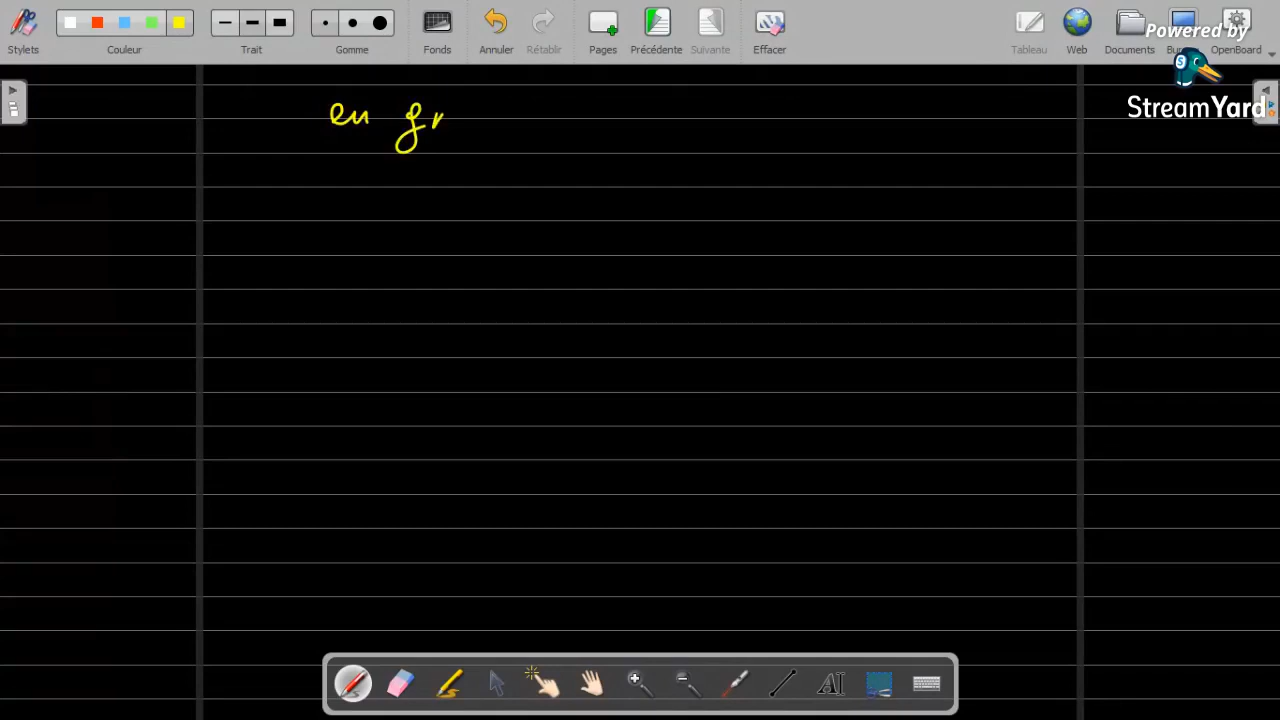 Stylets Couleur Trait Gomme Fonds Annuler Rétablir Pages Précédente Suivante Effacer Tableau Web Documents OpenBoard
Powered by
StreamYard
en gr